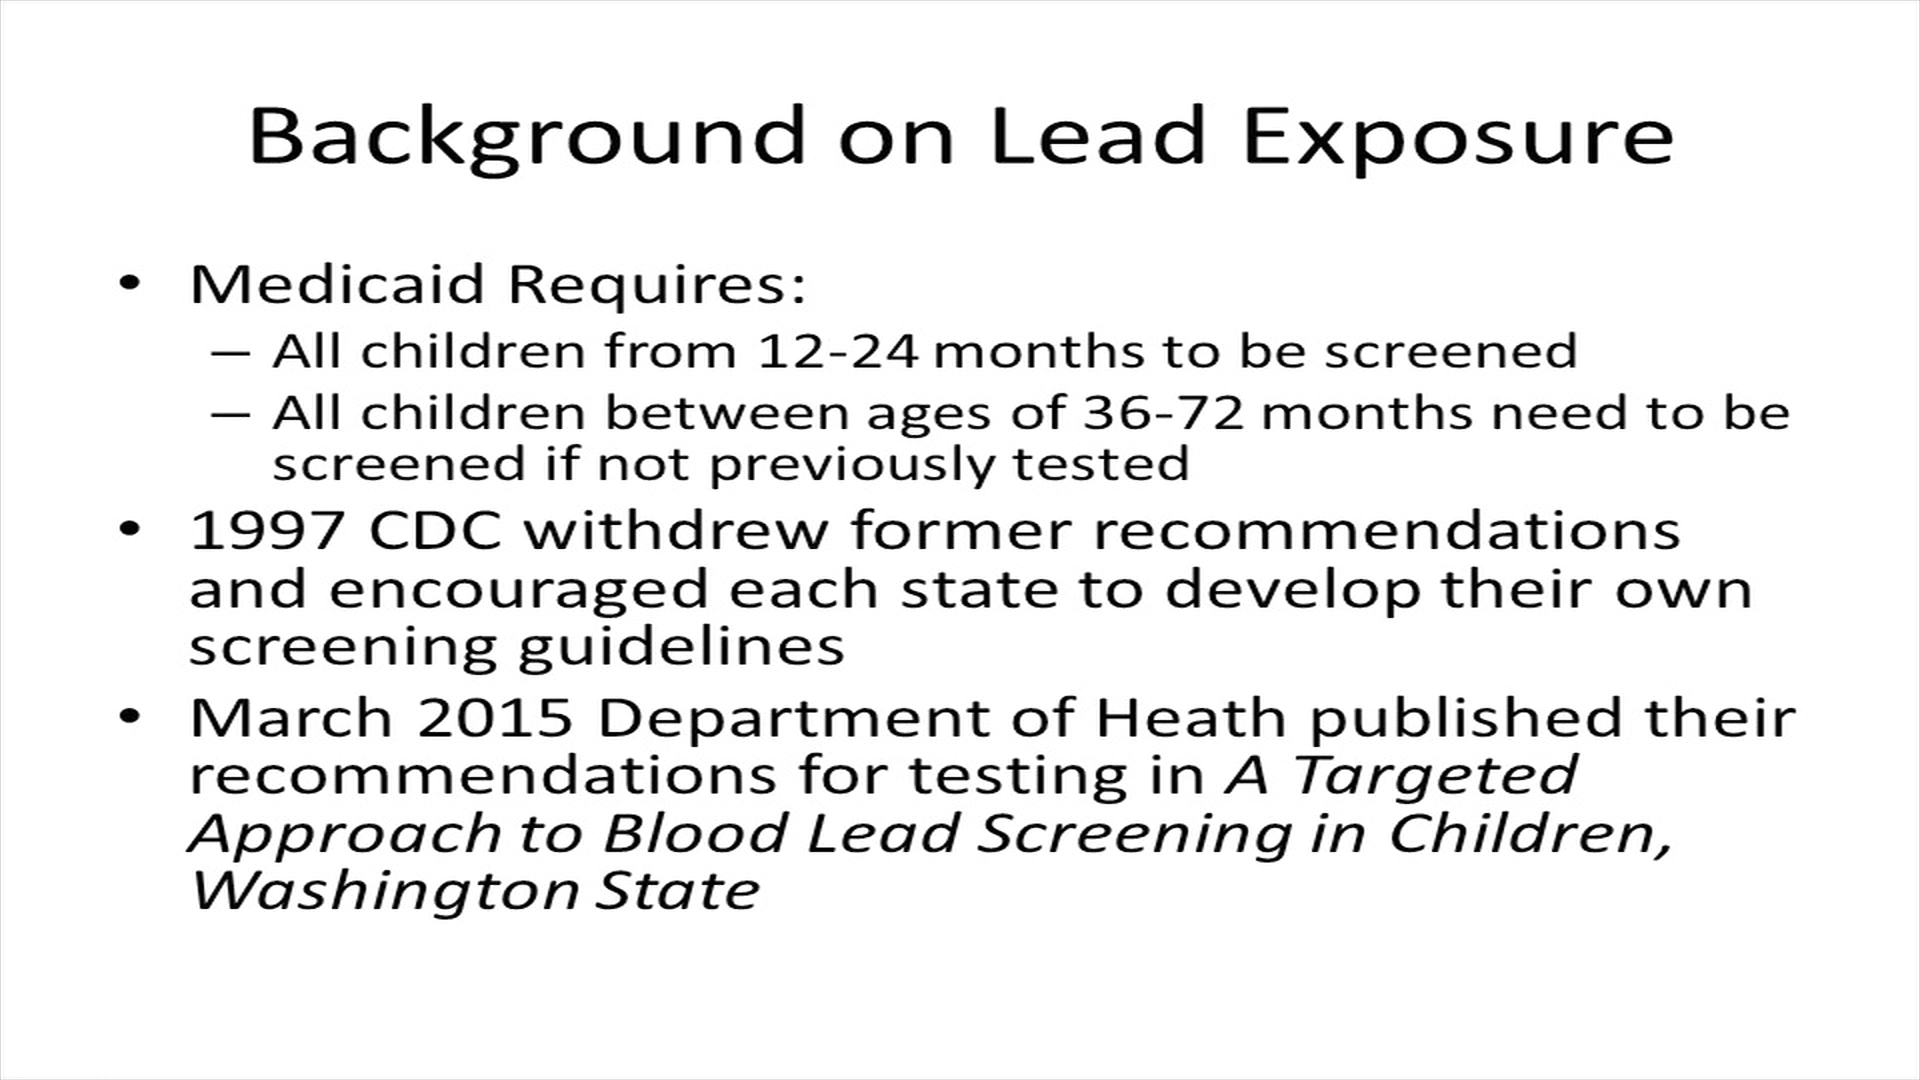 Background on Lead Exposure
• Medicaid Requires:
– All children from 12-24 months to be screened
– All children between ages of 36-72 months need to be
screened if not previously tested
• 1997 CDC withdrew former recommendations
and encouraged each state to develop their own
screening guidelines
• March 2015 Department of Heath published their
recommendations for testing in A Targeted
Approach to Blood Lead Screening in Children,
Washington State